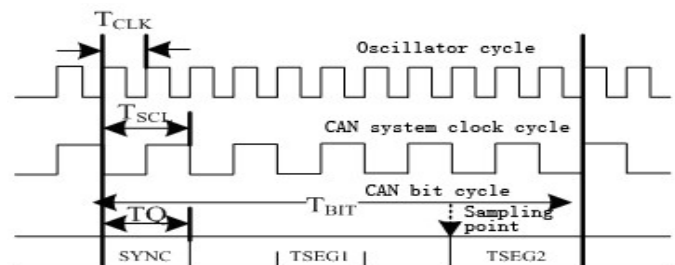 TCLK
Oscillator cycle
TSCL
CAN system clock cycle
CAN bit cycle
TBIT
TQ
Sampling
point
SYNC
TSEG1
TSEG2